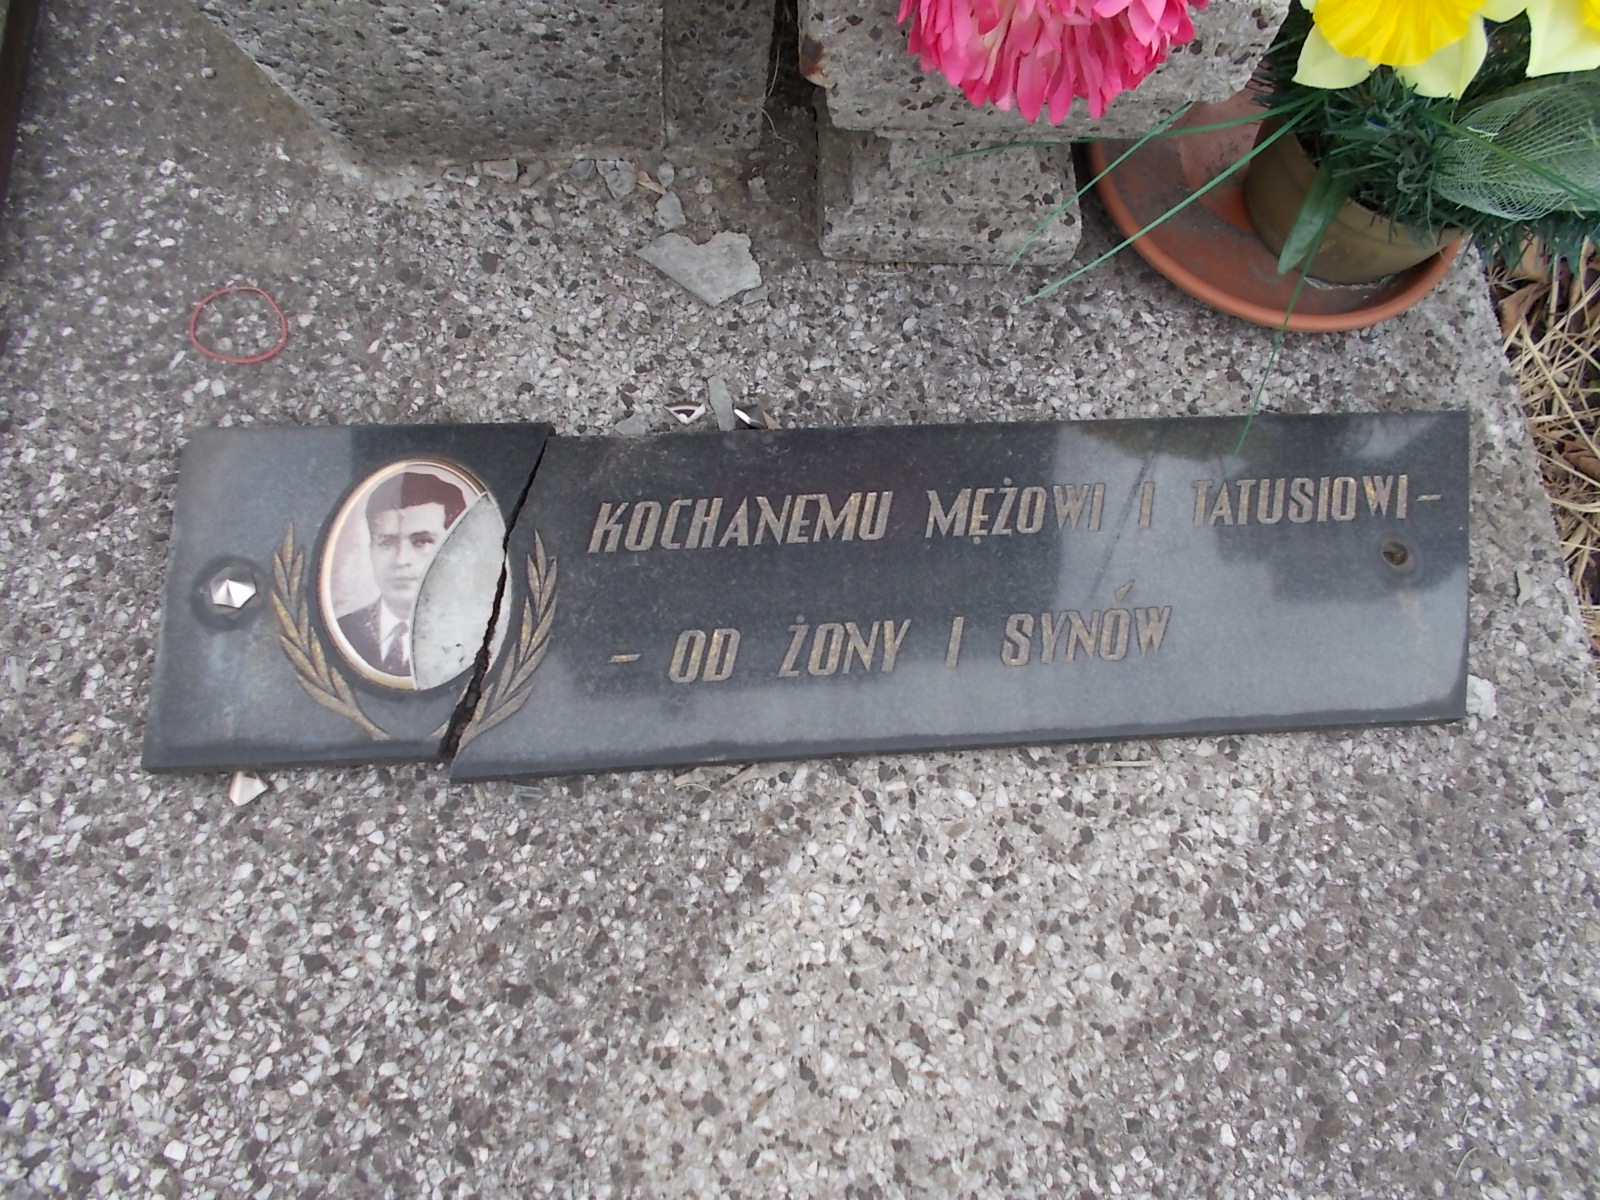 KOCHANEMU MĘŻOWI I TATUSIOWI -
- OD ŻONY I SYNÓW